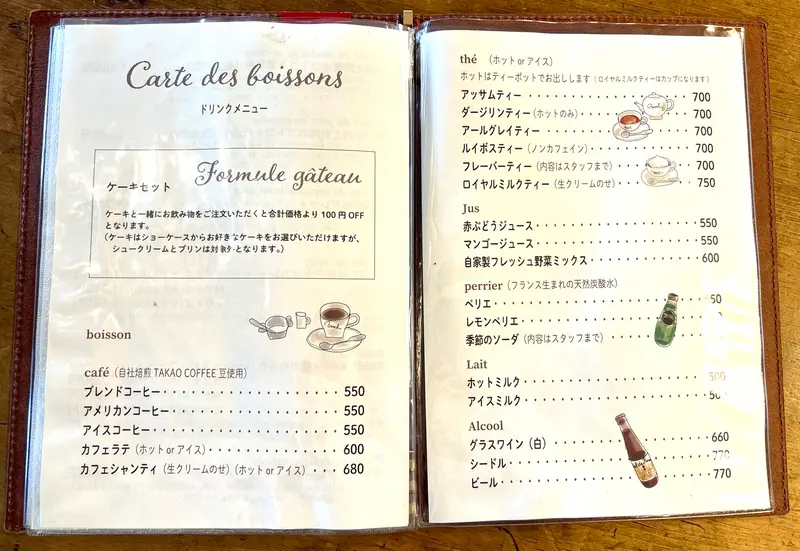 Carte des boissons
ドリンクメニュー
Formule gâteau
ケーキセット
ケーキと一緒にお飲み物をご注文いただくと合計価格より 100 円 OFF
となります。
(ケーキはショーケースからお好きなケーキをお選びいただけますが、
シュークリームとプリンは対象外となります。)
boisson
café (自社焙煎 TAKAO COFFEE 豆使用)
ブレンドコーヒー 550
アメリカンコーヒー 550
アイスコーヒー 550
カフェラテ (ホット or アイス) 600
カフェシャンティ (生クリームのせ) (ホット or アイス) 680
thé (ホット or アイス)
ホットはティーポットでお出しします (ロイヤルミルクティーはカップになります)
アッサムティー 700
ダージリンティー (ホットのみ) 700
アールグレイティー 700
ルイボスティー (ノンカフェイン) 700
フレーバーティー (内容はスタッフまで) 700
ロイヤルミルクティー (生クリームのせ) 750
Jus
赤ぶどうジュース 550
マンゴージュース 550
自家製フレッシュ野菜ミックス 600
perrier (フランス生まれの天然炭酸水)
ペリエ
レモンペリエ
季節のソーダ (内容はスタッフまで)
Lait
ホットミルク 500
アイスミルク
Alcool
グラスワイン (白) 660
シードル 770
ビール 770